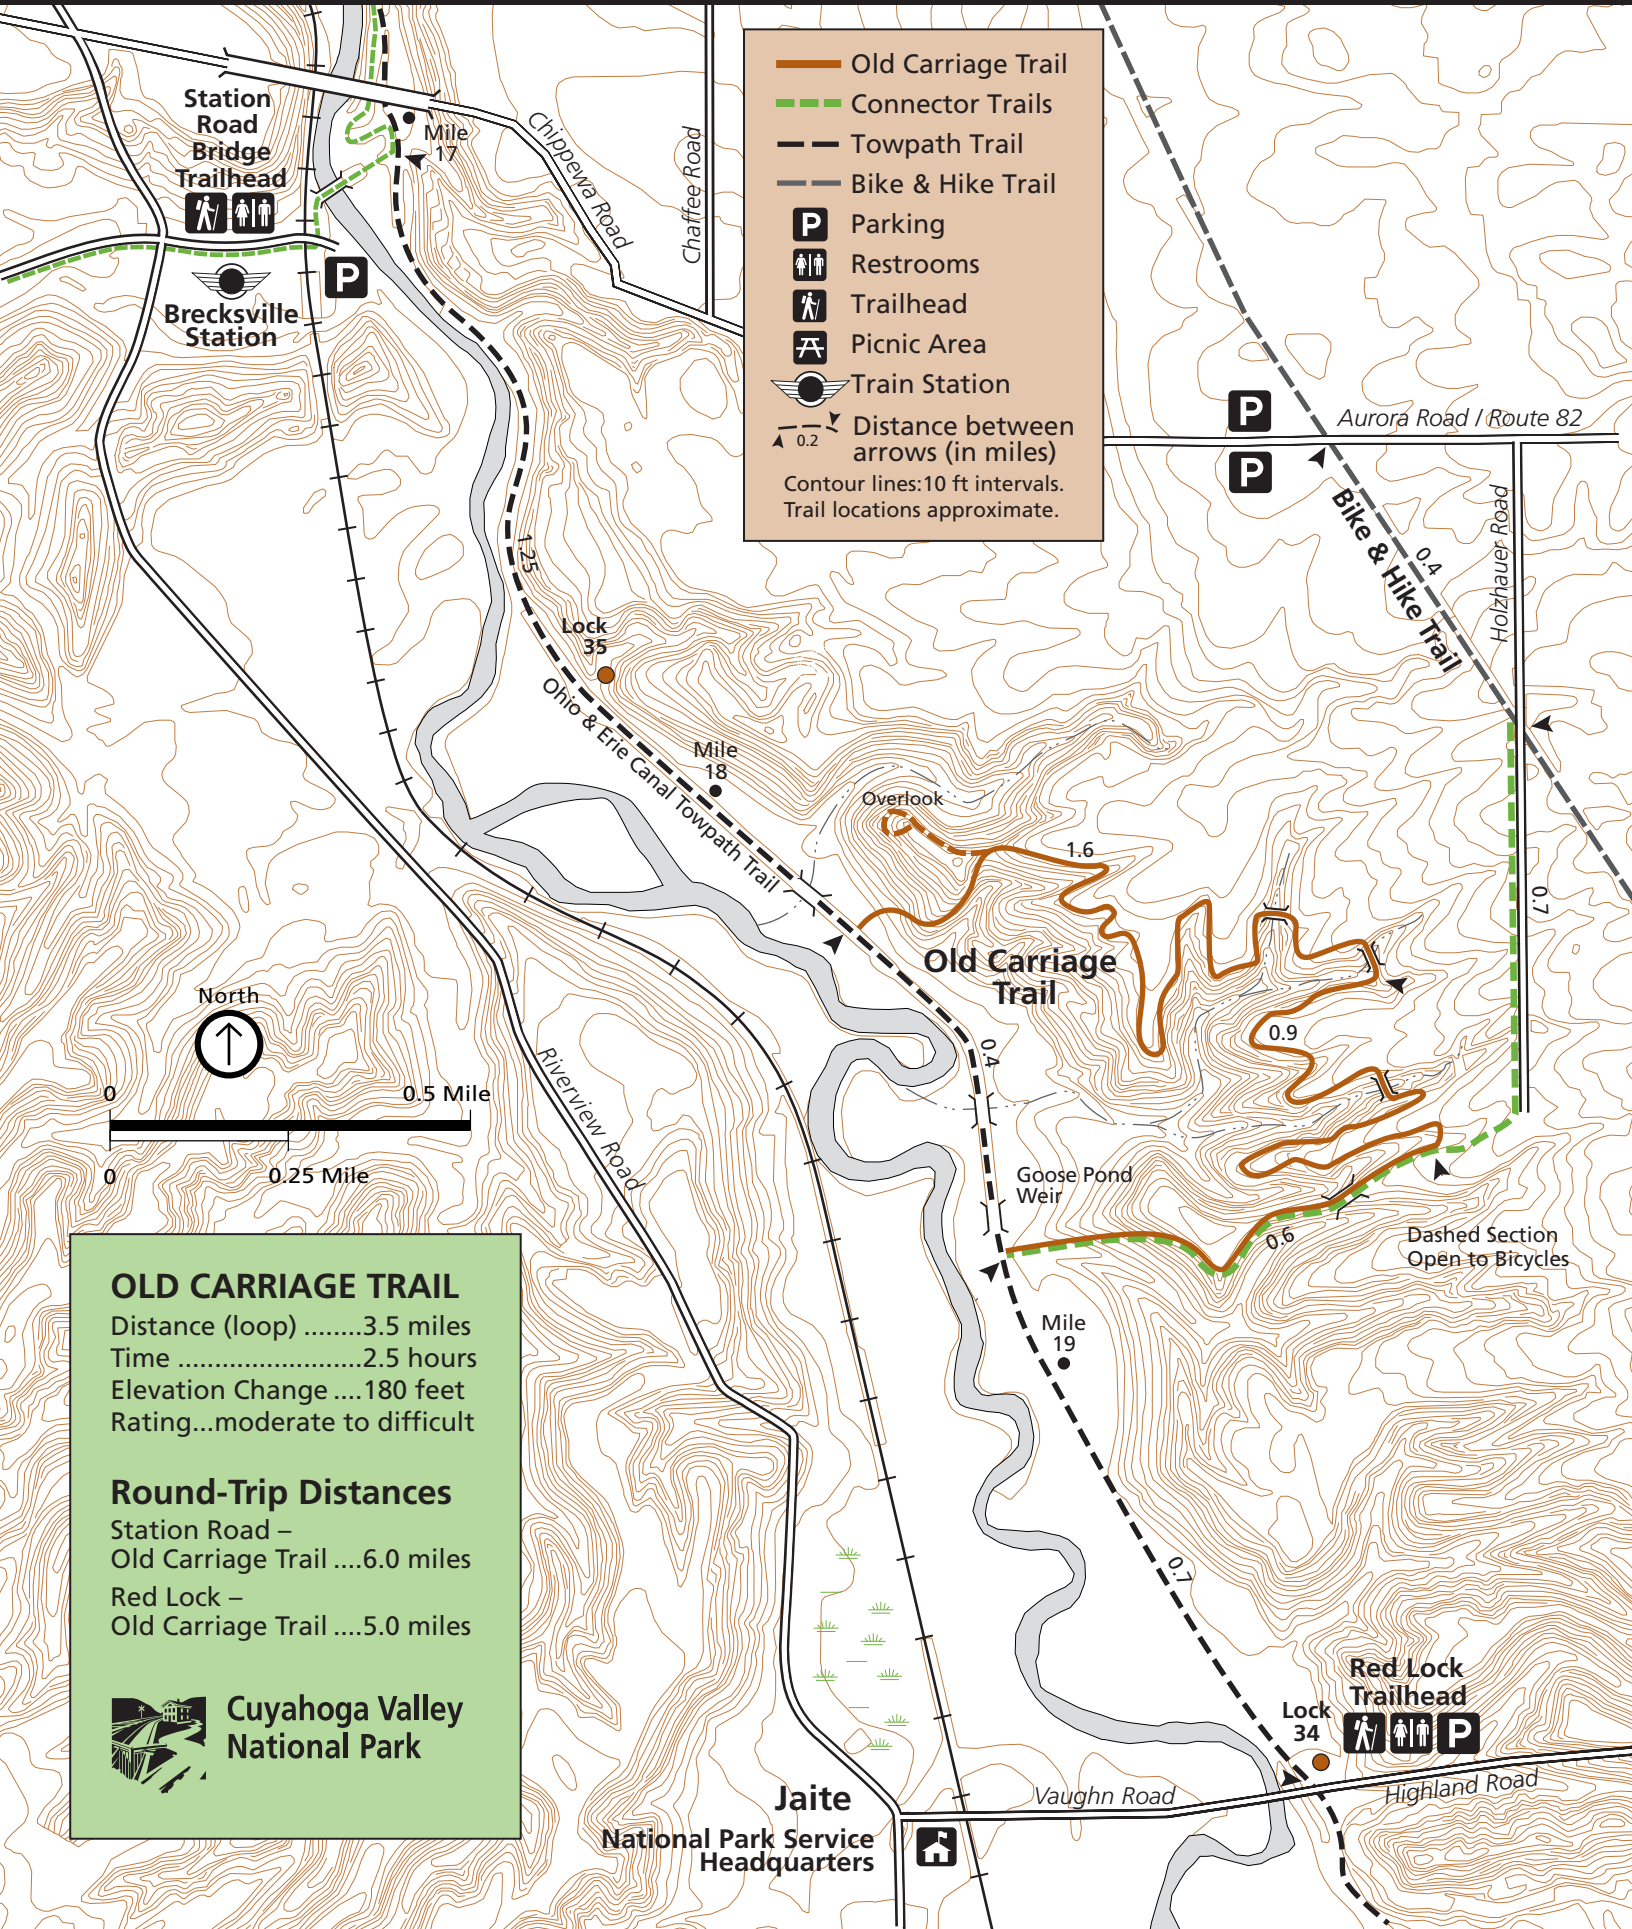 Station
Road
Bridge
Trailhead
Mile
17
Chippewa Road
Chaffee Road
Brecksville
Station
P
Old Carriage Trail
Connector Trails
Towpath Trail
Bike & Hike Trail
P
Parking
Restrooms
Trailhead
Picnic Area
Train Station
0.2
Distance between
arrows (in miles)
Contour lines:10 ft intervals.
Trail locations approximate.
P
P
Aurora Road / Route 82
Bike & Hike Trail
0.4
Holzhauer Road
1.25
Lock
35
Ohio & Erie Canal Towpath Trail
Mile
18
Overlook
1.6
0.7
Old Carriage
Trail
0.9
0.4
North
0
0.5 Mile
0
0.25 Mile
Riverview Road
Goose Pond
Weir
0.6
Dashed Section
Open to Bicycles
Mile
19
OLD CARRIAGE TRAIL
Distance (loop) ........3.5 miles
Time .........................2.5 hours
Elevation Change ....180 feet
Rating...moderate to difficult
Round-Trip Distances
Station Road –
Old Carriage Trail ....6.0 miles
Red Lock –
Old Carriage Trail ....5.0 miles
Cuyahoga Valley
National Park
0.7
Red Lock
Trailhead
P
Lock
34
Jaite
National Park Service
Headquarters
Vaughn Road
Highland Road